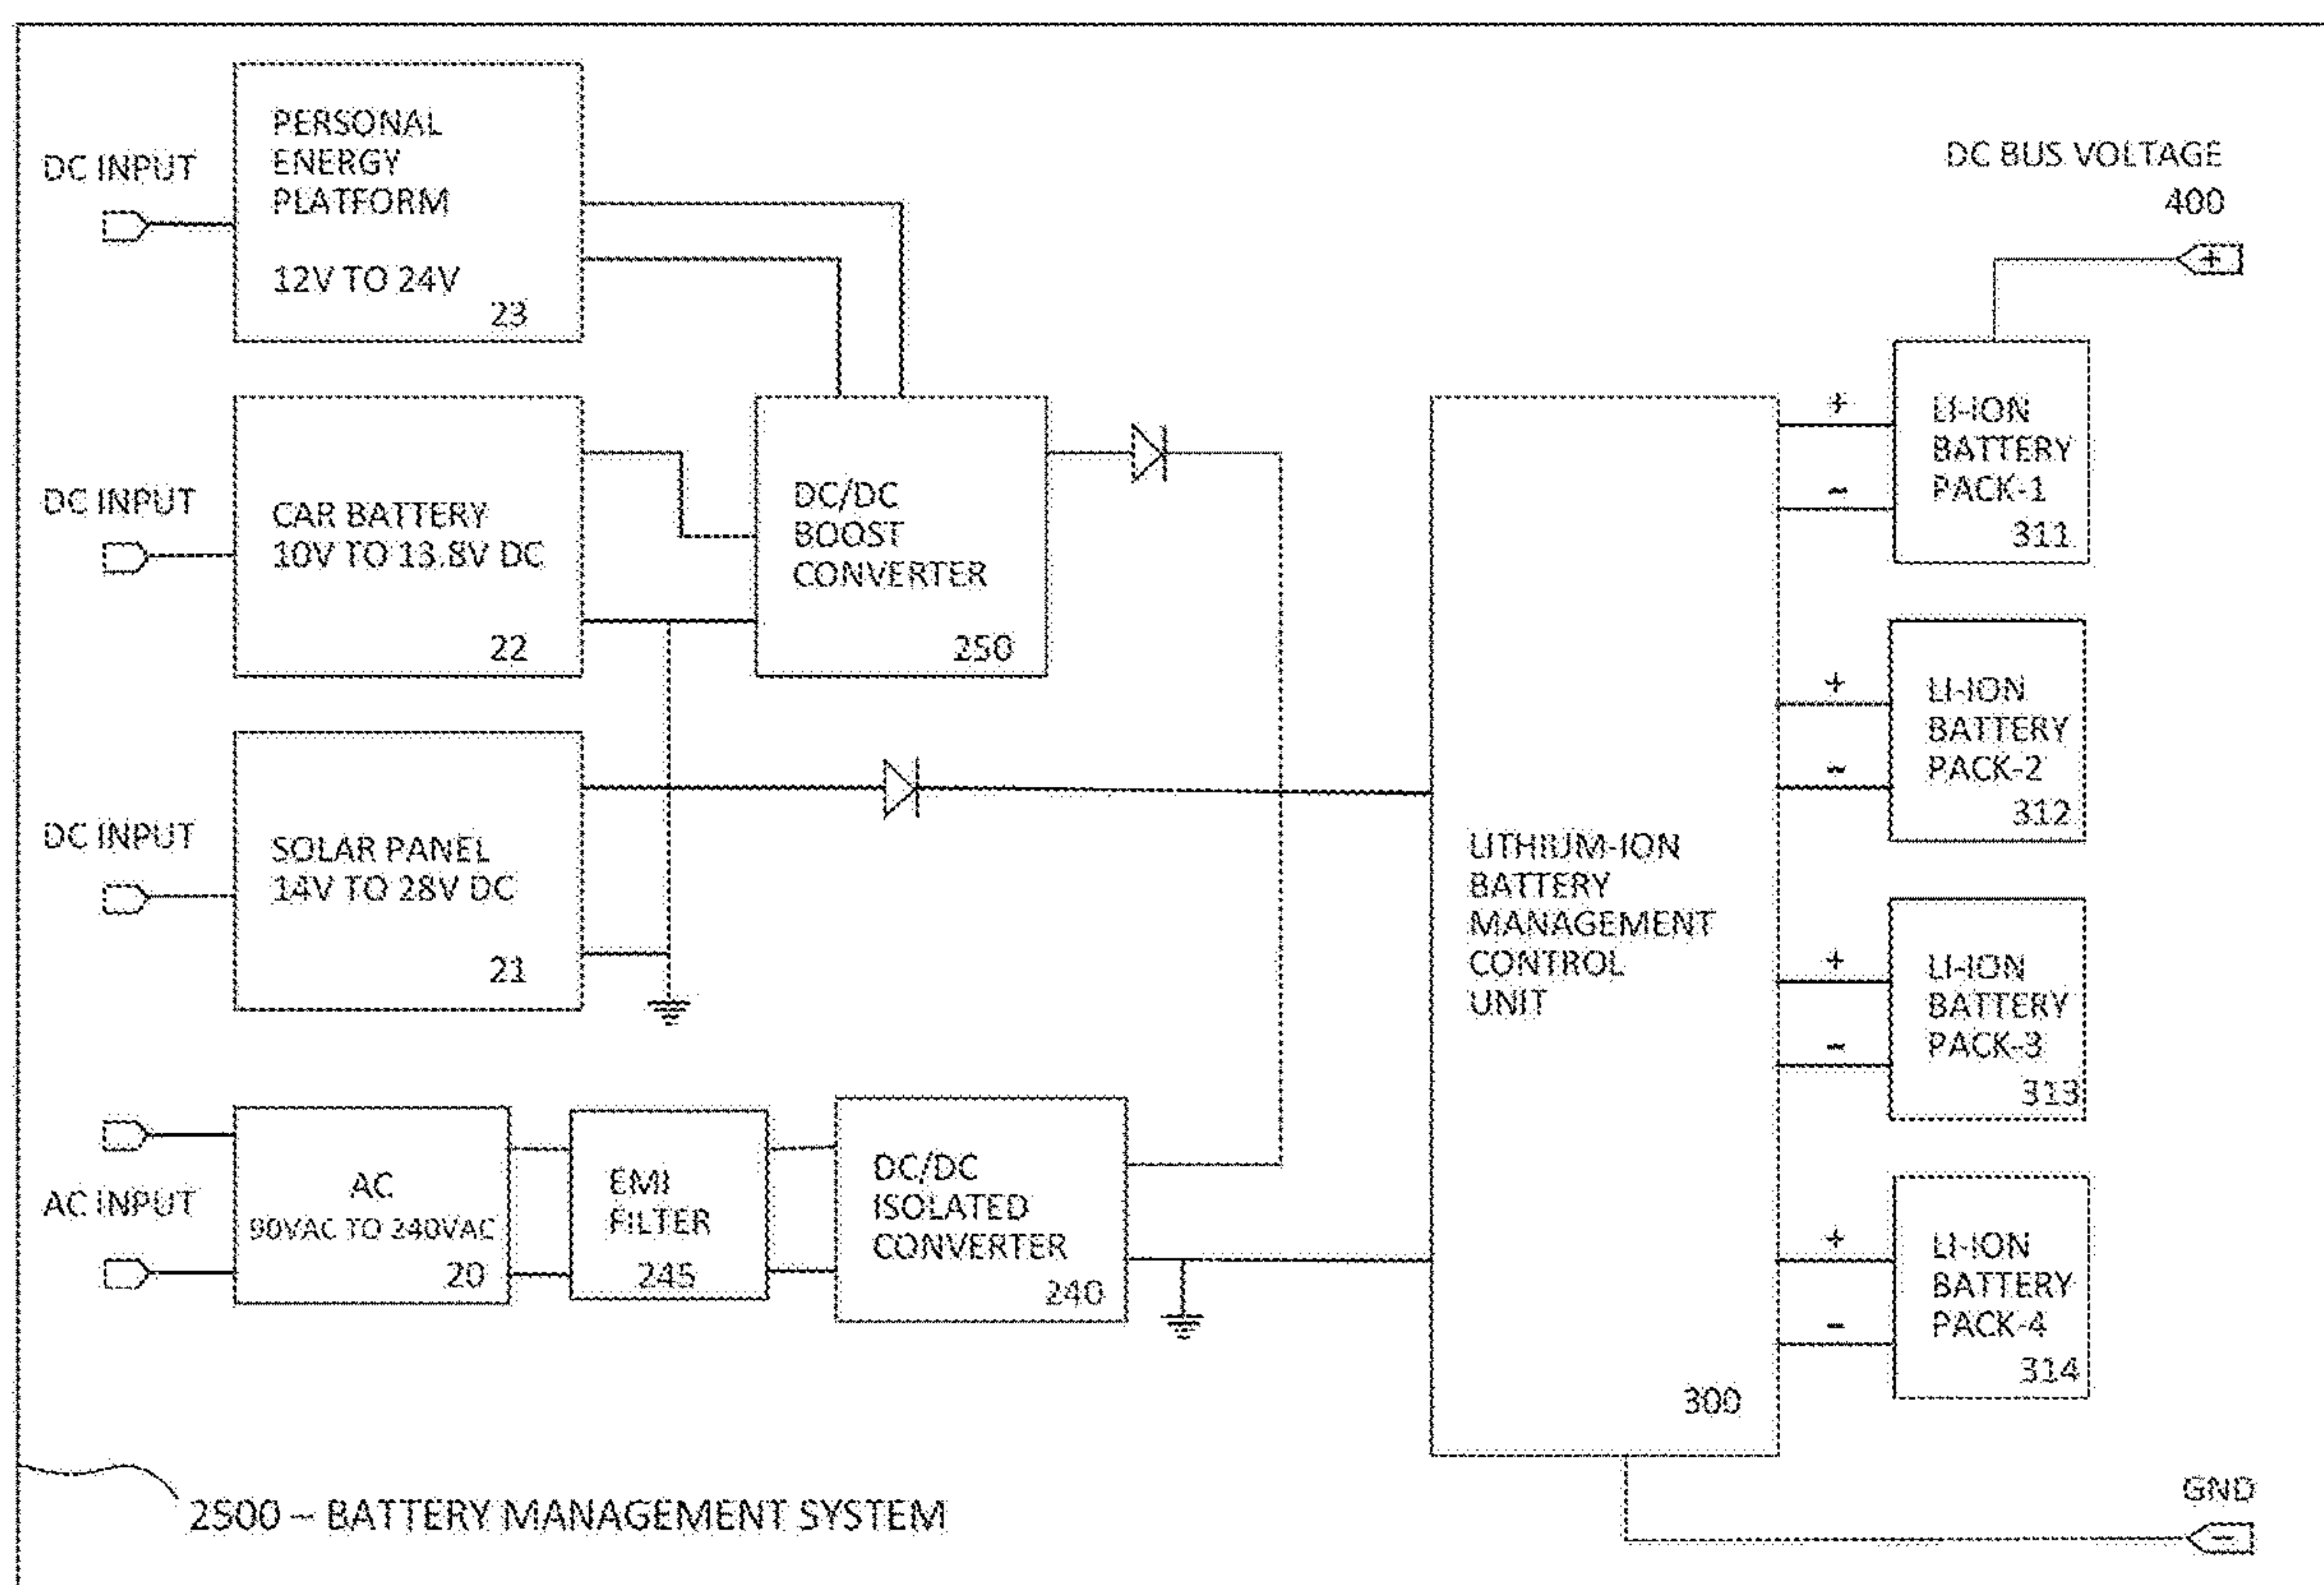 DC INPUT
PERSONAL
ENERGY
PLATFORM
12V TO 24V
23
DC BUS VOLTAGE
400
+
DC INPUT
CAR BATTERY
10V TO 13.8V DC
22
DC/DC
BOOST
CONVERTER
250
DC INPUT
SOLAR PANEL
14V TO 28V DC
21
AC INPUT
AC
90VAC TO 240VAC
20
EMI
FILTER
245
DC/DC
ISOLATED
CONVERTER
240
LITHIUM-ION
BATTERY
MANAGEMENT
CONTROL
UNIT
300
+
-
LI-ION
BATTERY
PACK-1
311
+
-
LI-ION
BATTERY
PACK-2
312
+
-
LI-ION
BATTERY
PACK-3
313
+
-
LI-ION
BATTERY
PACK-4
314
GND
-
2500 – BATTERY MANAGEMENT SYSTEM